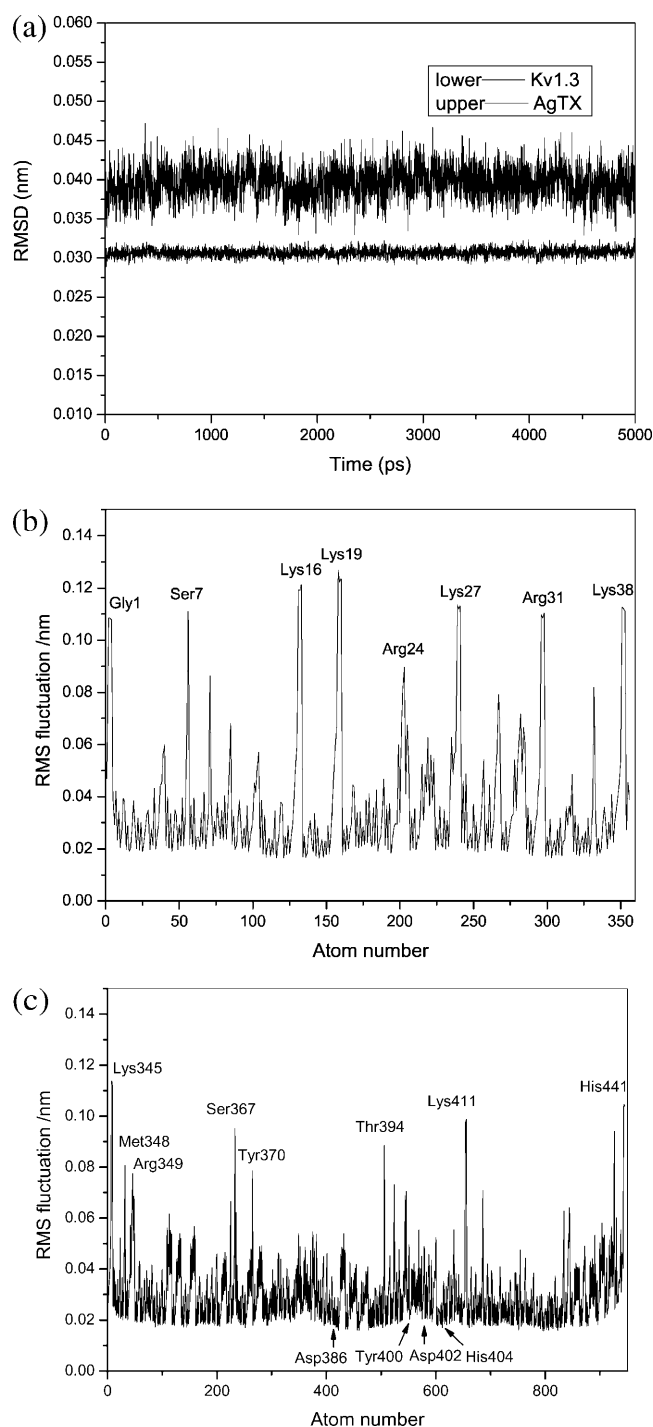 (a)
0.060
0.055
0.050
0.045
0.040
0.035
0.030
0.025
0.020
0.015
0.010
RMSD (nm)
lower — Kv1.3
upper — AgTX
0 1000 2000 3000 4000 5000
Time (ps)
(b)
0.14
0.12
0.10
0.08
0.06
0.04
0.02
0.00
RMS fluctuation /nm
Gly1
Ser7
Lys16
Lys19
Arg24
Lys27
Arg31
Lys38
0 50 100 150 200 250 300 350
Atom number
(c)
0.14
0.12
0.10
0.08
0.06
0.04
0.02
0.00
RMS fluctuation /nm
Lys345
Met348
Arg349
Ser367
Tyr370
Thr394
Lys411
His441
Asp386
Tyr400
Asp402
His404
0 200 400 600 800
Atom number